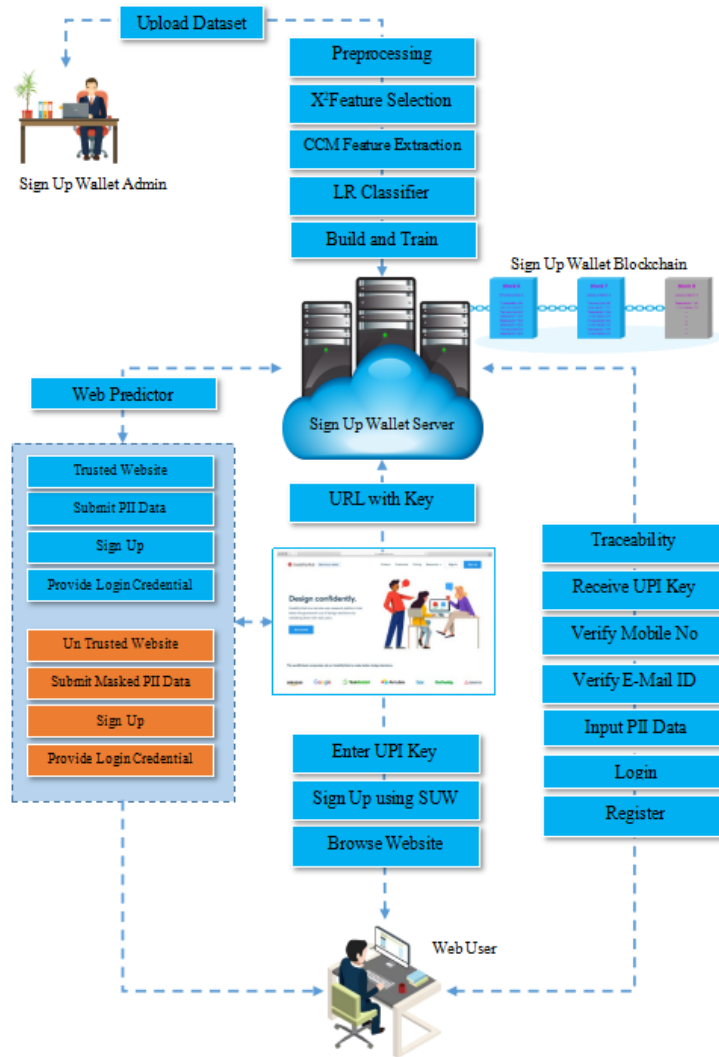 Upload Dataset
Preprocessing
X²Feature Selection
CCM Feature Extraction
LR Classifier
Build and Train
Sign Up Wallet Admin
Sign Up Wallet Blockchain
Sign Up Wallet Server
Web Predictor
Trusted Website
Submit PII Data
Sign Up
Provide Login Credential
Un Trusted Website
Submit Masked PII Data
Sign Up
Provide Login Credential
URL with Key
Design confidently.
Google
Enter UPI Key
Sign Up using SUW
Browse Website
Traceability
Receive UPI Key
Verify Mobile No
Verify E-Mail ID
Input PII Data
Login
Register
Web User